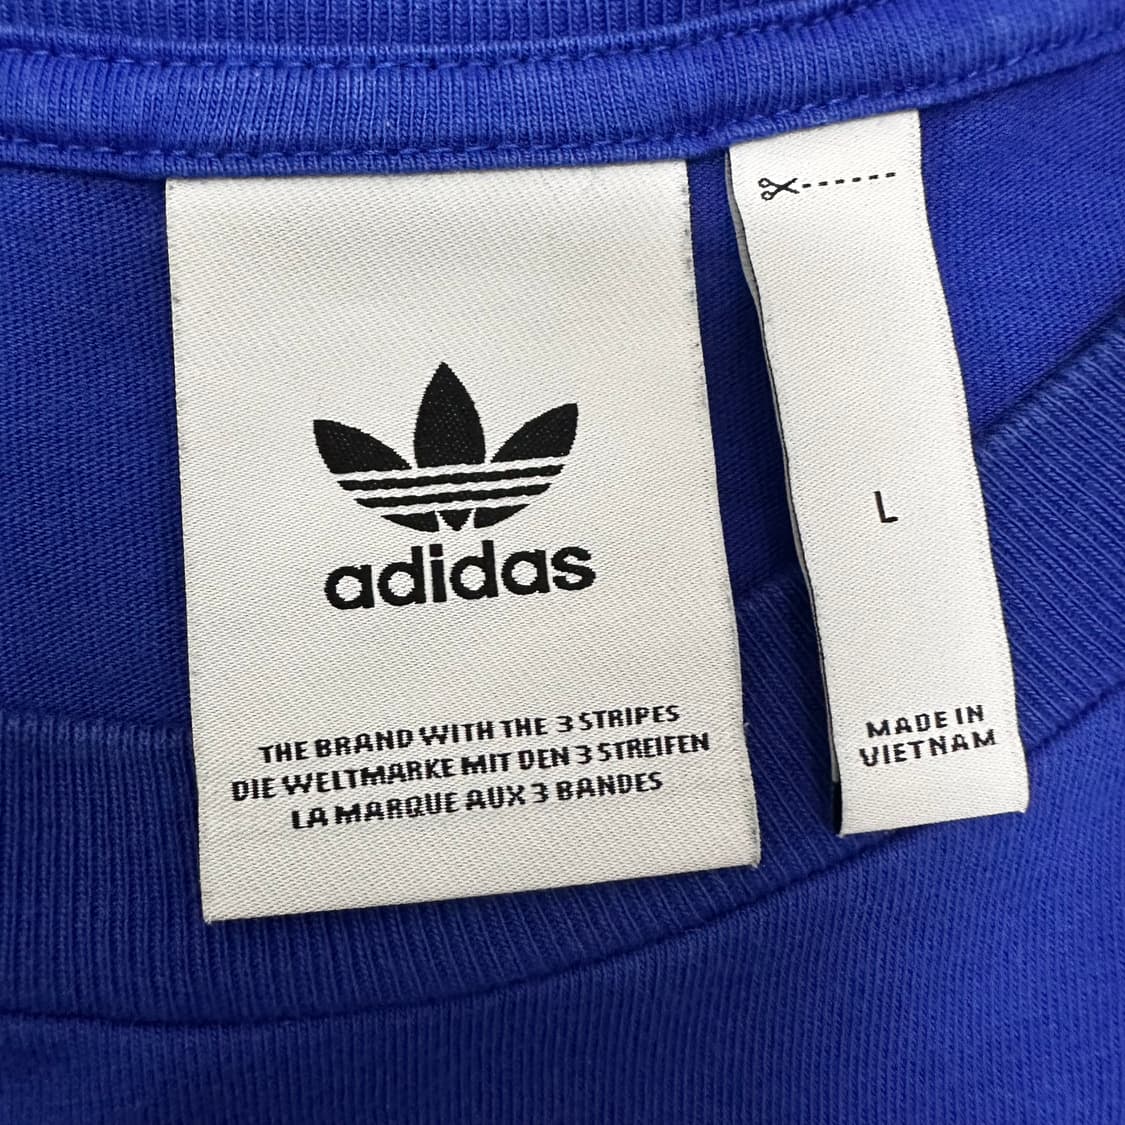 adidas
THE BRAND WITH THE 3 STRIPES
DIE WELTMARKE MIT DEN 3 STREIFEN
LA MARQUE AUX 3 BANDES
L
MADE IN
VIETNAM